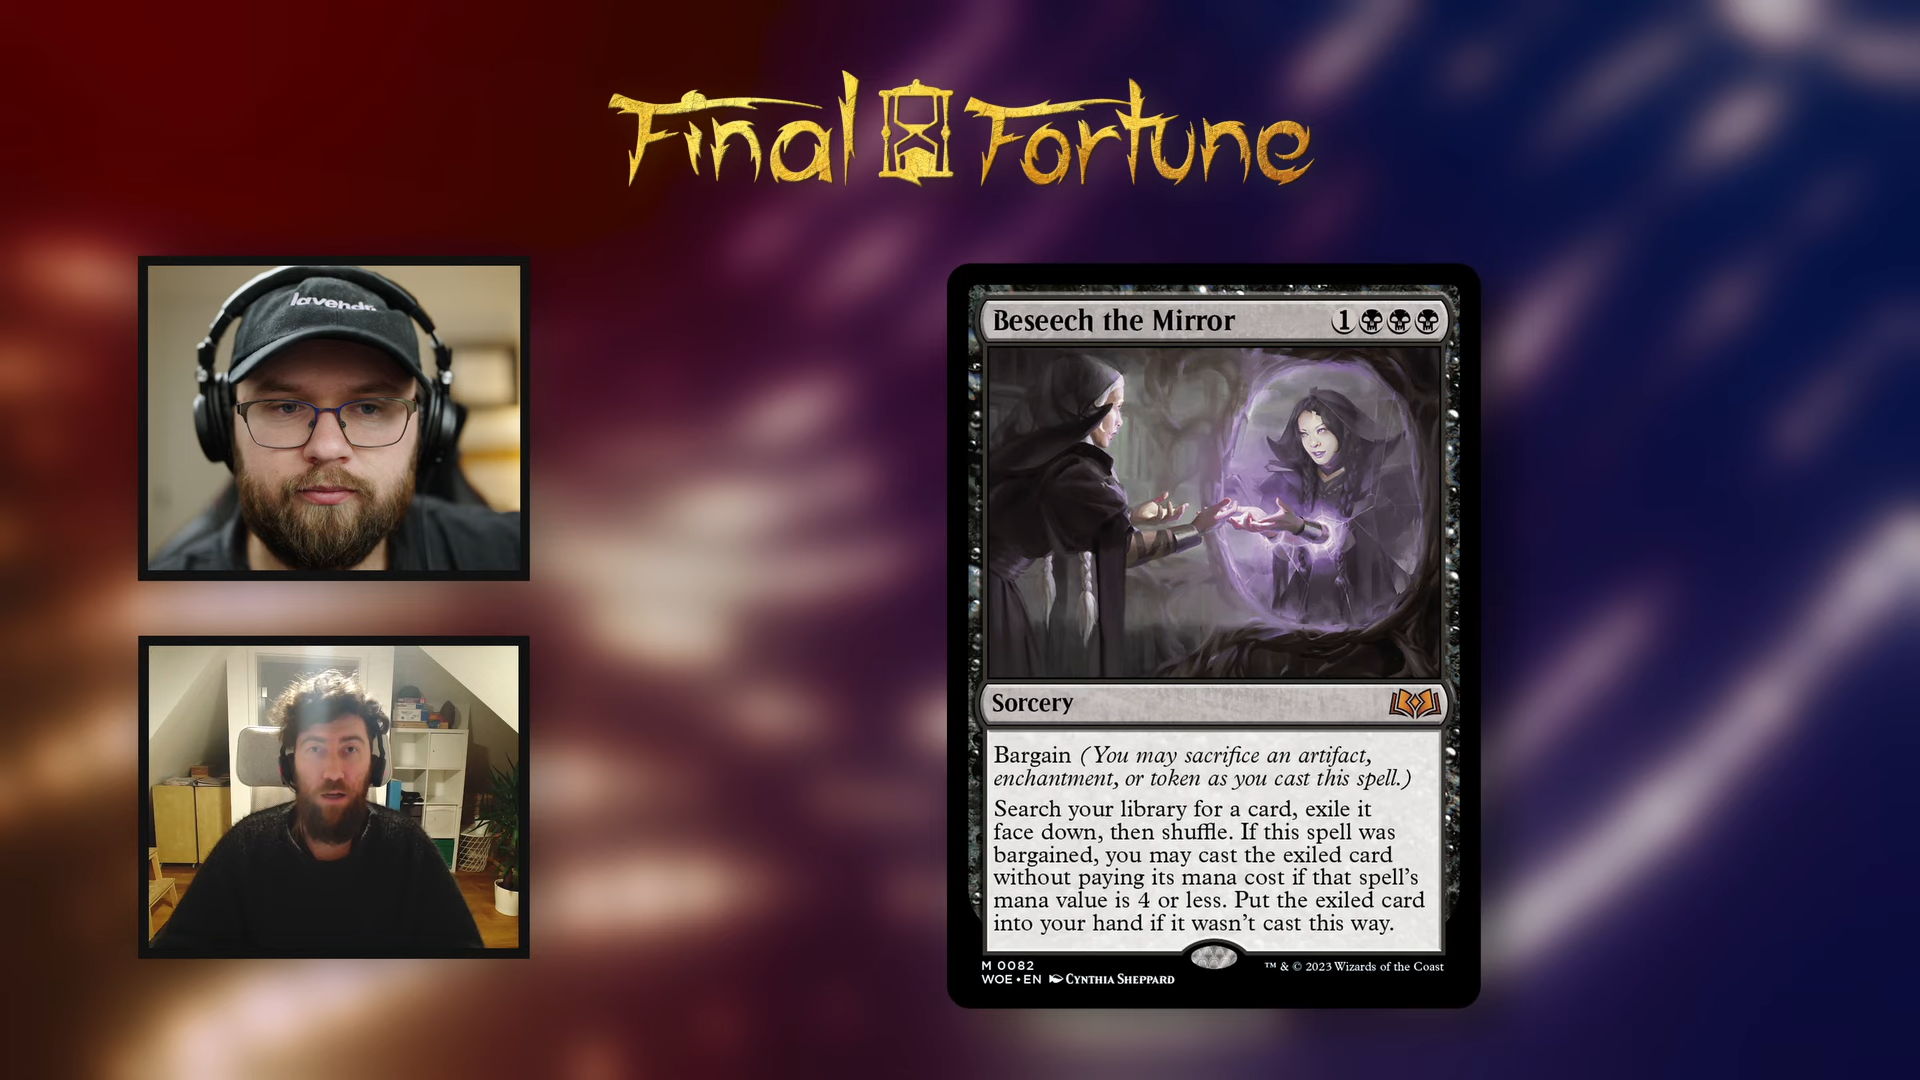 Final Fortune
lavend
Beseech the Mirror 1
Sorcery
Bargain (You may sacrifice an artifact,
enchantment, or token as you cast this spell.)
Search your library for a card, exile it
face down, then shuffle. If this spell was
bargained, you may cast the exiled card
without paying its mana cost if that spell's
mana value is 4 or less. Put the exiled card
into your hand if it wasn't cast this way.
M 0082
WOE • EN CYNTHIA SHEPPARD
™ & © 2023 Wizards of the Coast